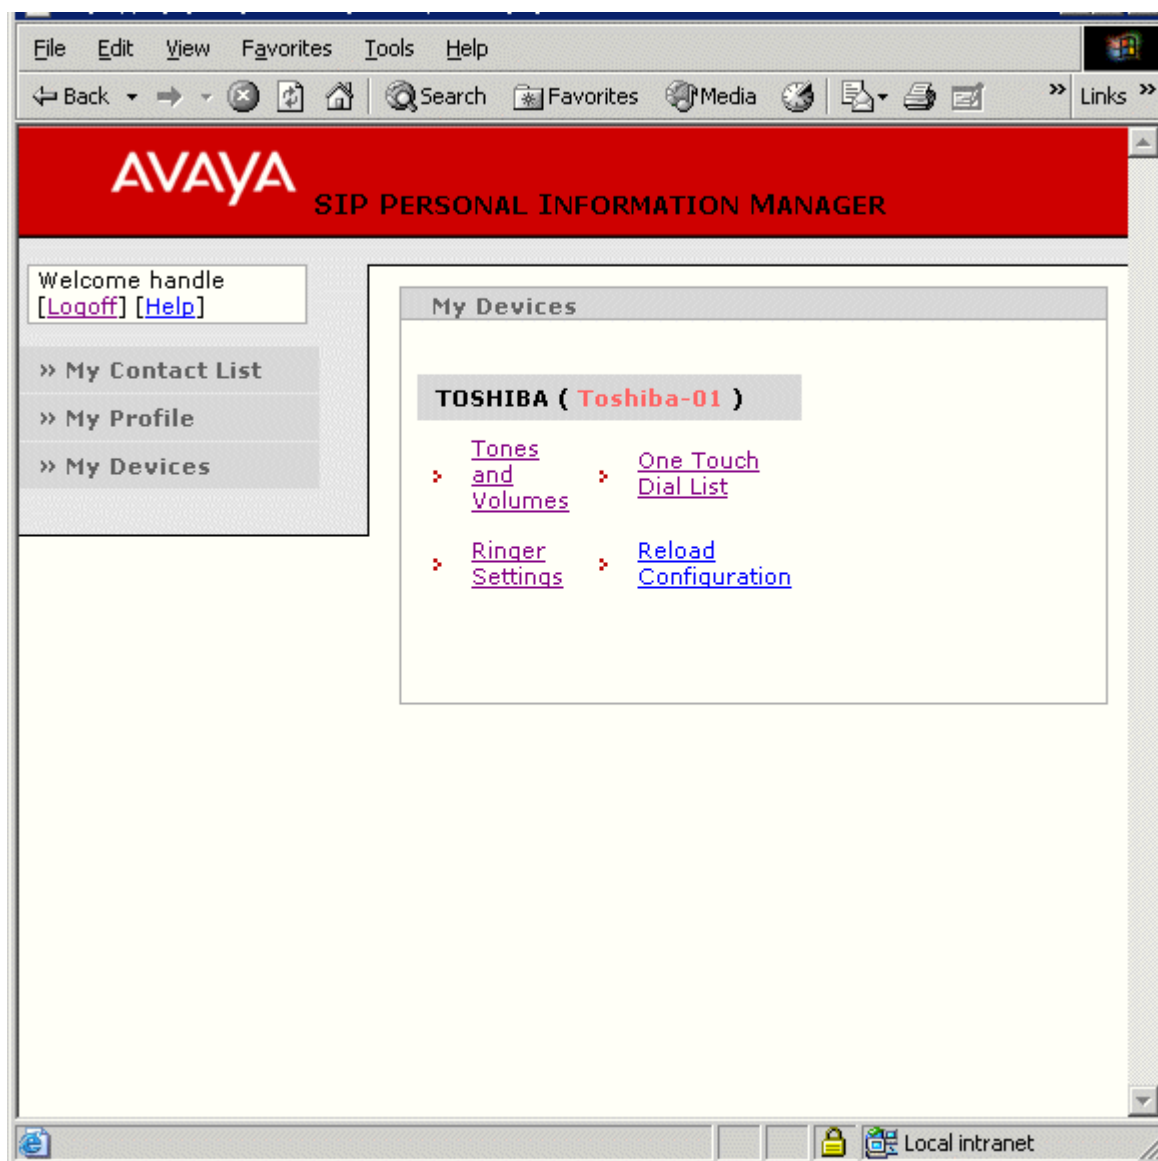 File Edit View Favorites Tools Help
Back Search Favorites Media » Links »
AVAYA
SIP PERSONAL INFORMATION MANAGER
Welcome handle
[Logoff] [Help]
» My Contact List
» My Profile
» My Devices
My Devices
TOSHIBA ( Toshiba-01 )
Tones
and
Volumes
One Touch
Dial List
Ringer
Settings
Reload
Configuration
Local intranet